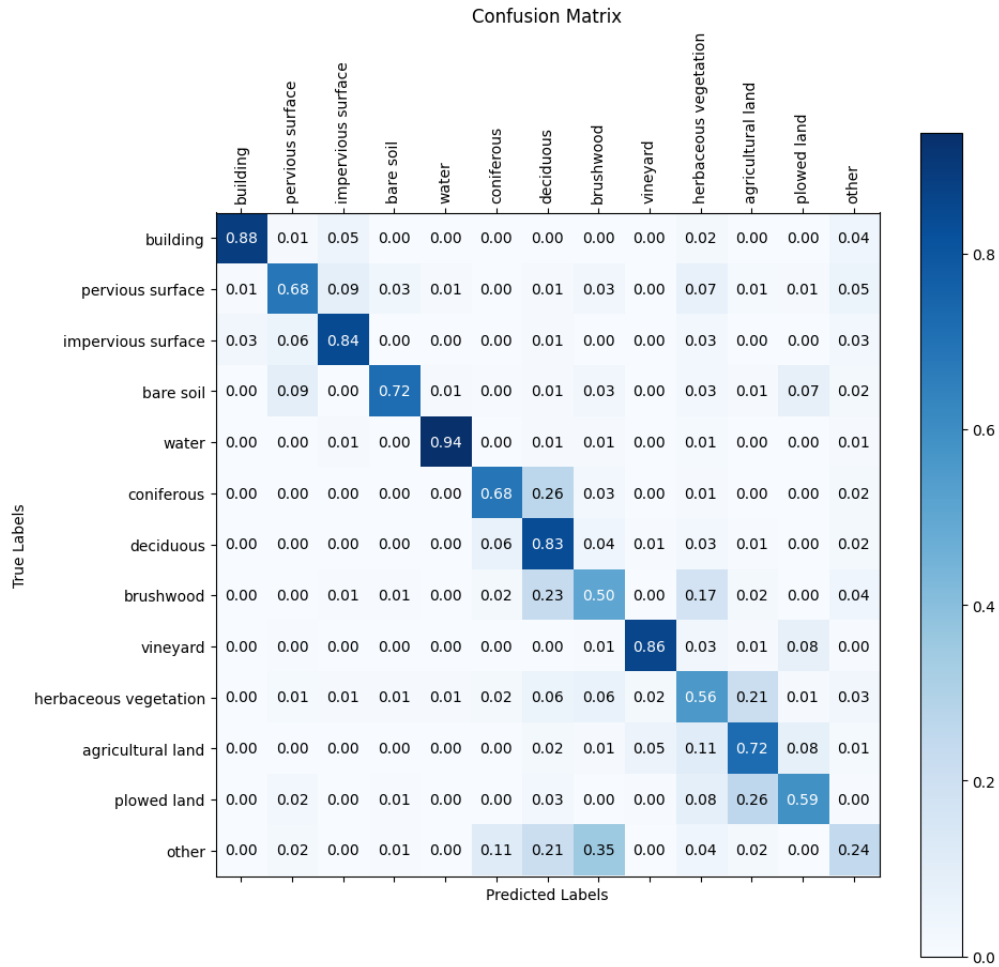 Confusion Matrix
building
pervious surface
impervious surface
bare soil
water
coniferous
deciduous
brushwood
vineyard
herbaceous vegetation
agricultural land
plowed land
other
building 0.88 0.01 0.05 0.00 0.00 0.00 0.00 0.00 0.00 0.02 0.00 0.00 0.04
pervious surface 0.01 0.68 0.09 0.03 0.01 0.00 0.01 0.03 0.00 0.07 0.01 0.01 0.05
impervious surface 0.03 0.06 0.84 0.00 0.00 0.00 0.01 0.00 0.00 0.03 0.00 0.00 0.03
bare soil 0.00 0.09 0.00 0.72 0.01 0.00 0.01 0.03 0.00 0.03 0.01 0.07 0.02
water 0.00 0.00 0.01 0.00 0.94 0.00 0.01 0.01 0.00 0.01 0.00 0.00 0.01
coniferous 0.00 0.00 0.00 0.00 0.00 0.68 0.26 0.03 0.00 0.01 0.00 0.00 0.02
deciduous 0.00 0.00 0.00 0.00 0.00 0.06 0.83 0.04 0.01 0.03 0.01 0.00 0.02
brushwood 0.00 0.00 0.01 0.01 0.00 0.02 0.23 0.50 0.00 0.17 0.02 0.00 0.04
vineyard 0.00 0.00 0.00 0.00 0.00 0.00 0.00 0.01 0.86 0.03 0.01 0.08 0.00
herbaceous vegetation 0.00 0.01 0.01 0.01 0.01 0.02 0.06 0.06 0.02 0.56 0.21 0.01 0.03
agricultural land 0.00 0.00 0.00 0.00 0.00 0.00 0.02 0.01 0.05 0.11 0.72 0.08 0.01
plowed land 0.00 0.02 0.00 0.01 0.00 0.00 0.03 0.00 0.00 0.08 0.26 0.59 0.00
other 0.00 0.02 0.00 0.01 0.00 0.11 0.21 0.35 0.00 0.04 0.02 0.00 0.24
True Labels
Predicted Labels
0.8
0.6
0.4
0.2
0.0